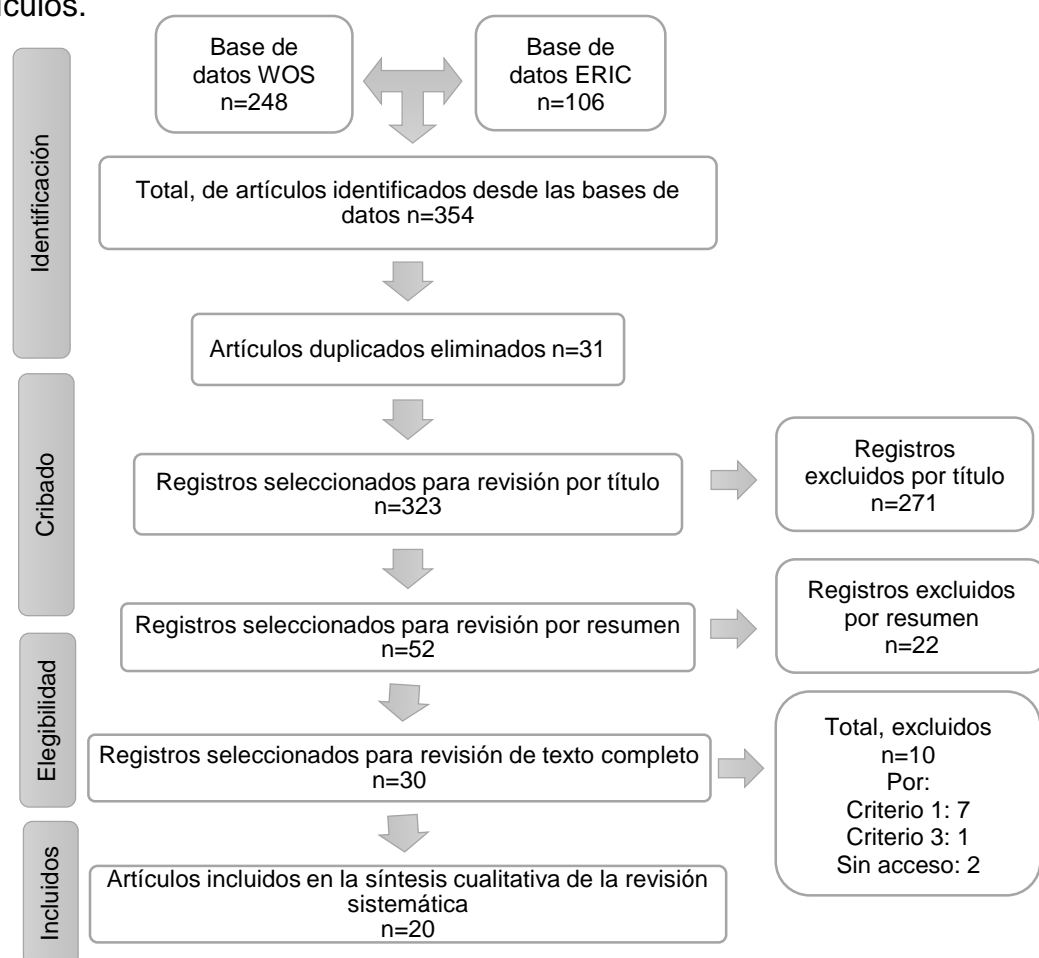 ículos.
Base de
datos WOS
n=248
Base de
datos ERIC
n=106
Identificación
Total, de artículos identificados desde las bases de
datos n=354
Artículos duplicados eliminados n=31
Cribado
Registros seleccionados para revisión por título
n=323
Registros
excluidos por título
n=271
Registros seleccionados para revisión por resumen
n=52
Registros excluidos
por resumen
n=22
Elegibilidad
Registros seleccionados para revisión de texto completo
n=30
Total, excluidos
n=10
Por:
Criterio 1: 7
Criterio 3: 1
Sin acceso: 2
Incluidos
Artículos incluidos en la síntesis cualitativa de la revisión
sistemática
n=20